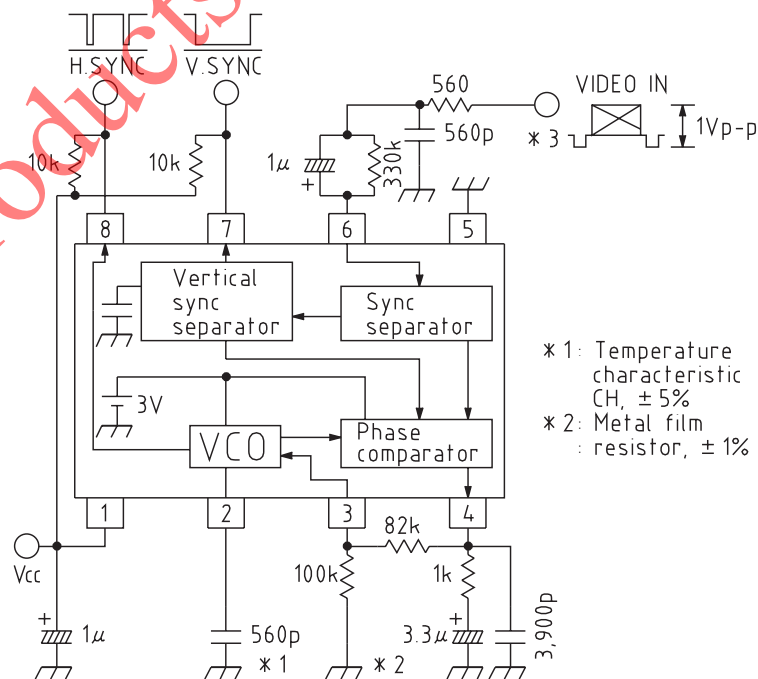 H.SYNC V.SYNC
560 VIDEO IN
560p *3 1Vp-p
10k 10k 1μ 330k
oducts
8 7 6 5
Vertical
sync
separator
Sync
separator
3V
VCO
Phase
comparator
*1: Temperature
characteristic
CH, ±5%
*2: Metal film
: resistor, ±1%
1 2 3 4
82k
Vcc 100k 1k
1μ 560p 3.3μ 3,900p
*1 *2